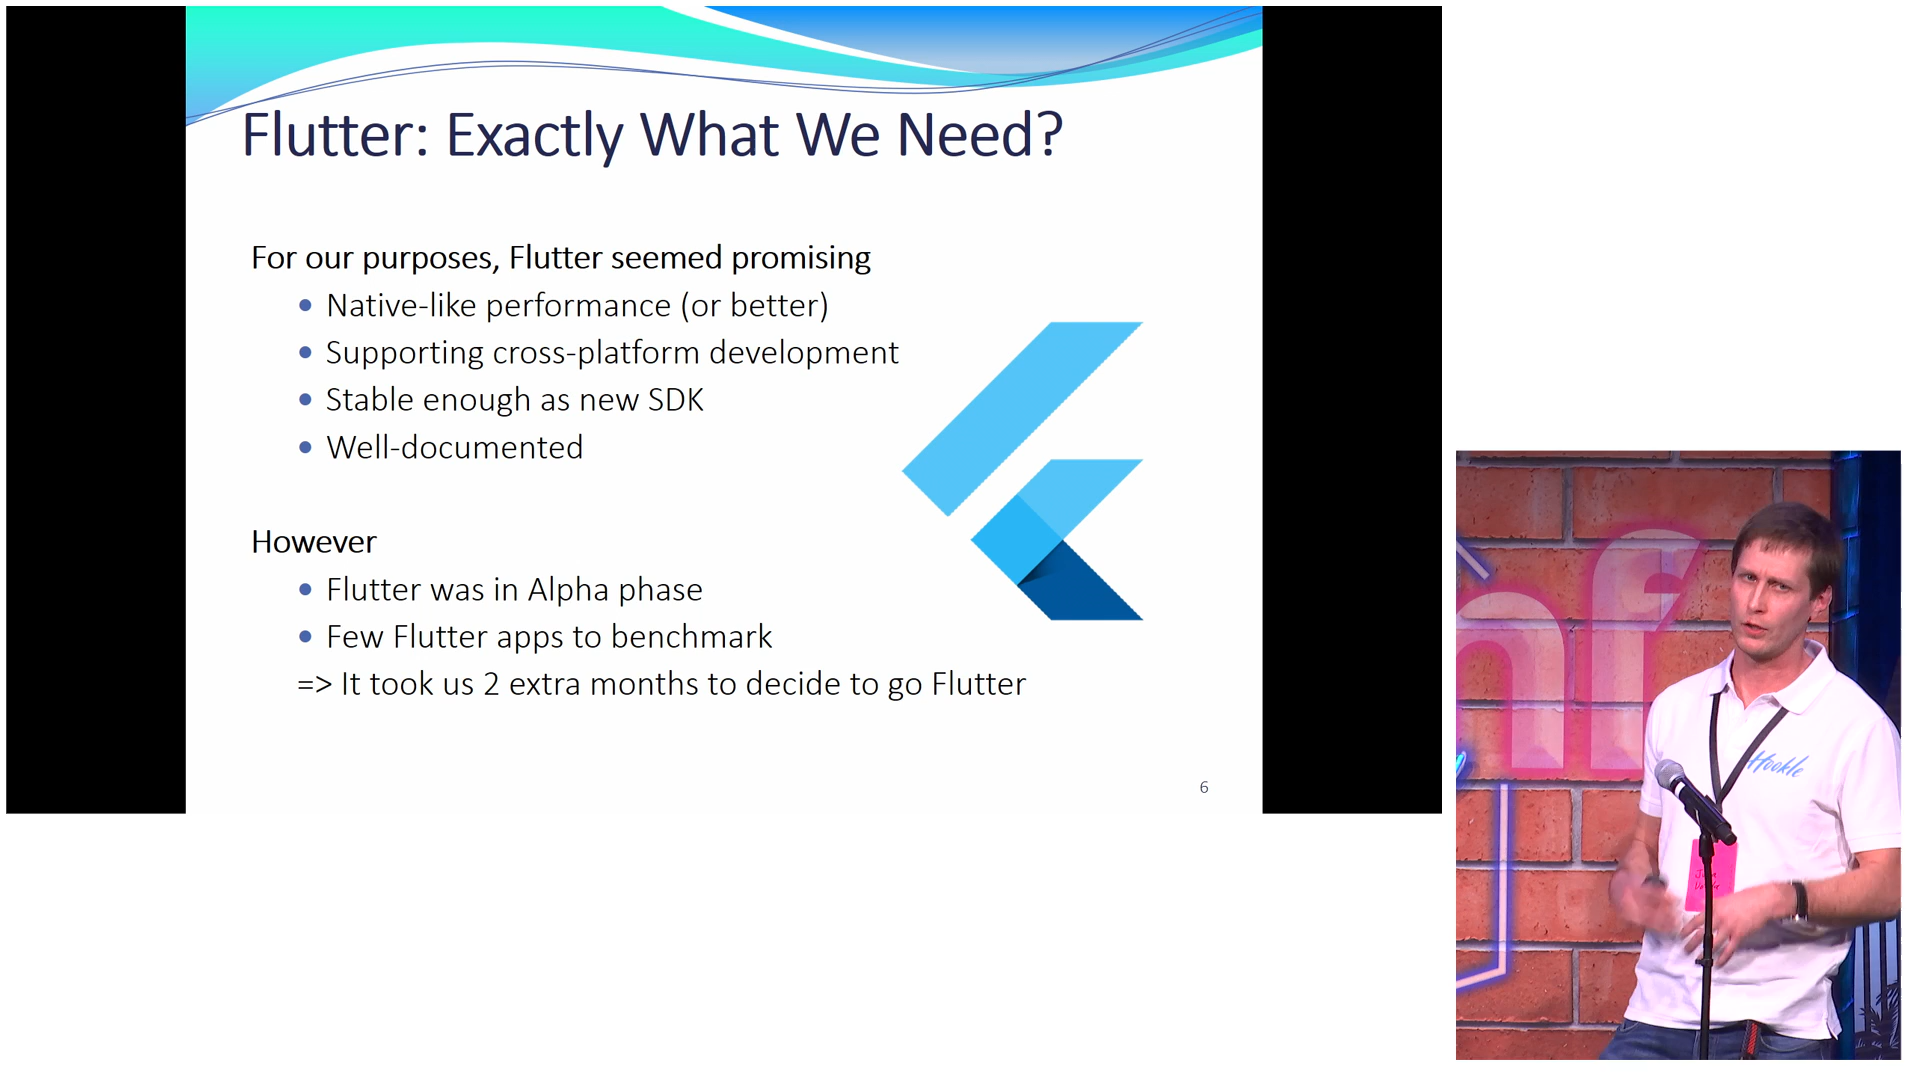 Flutter: Exactly What We Need?
For our purposes, Flutter seemed promising
• Native-like performance (or better)
• Supporting cross-platform development
• Stable enough as new SDK
• Well-documented
However
• Flutter was in Alpha phase
• Few Flutter apps to benchmark
=> It took us 2 extra months to decide to go Flutter
6
nf
Hookle